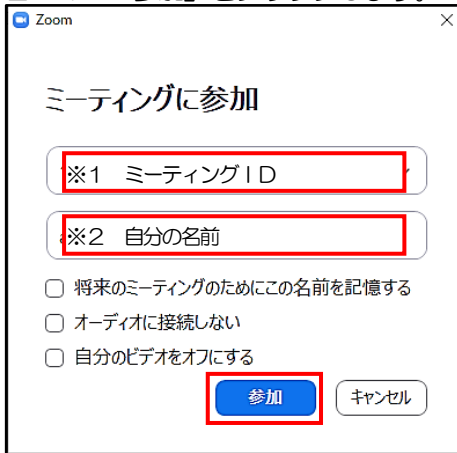 Zoom
ミーティングに参加
※1 ミーティングID
※2 自分の名前
将来のミーティングのためにこの名前を記憶する
オーディオに接続しない
自分のビデオをオフにする
参加 キャンセル